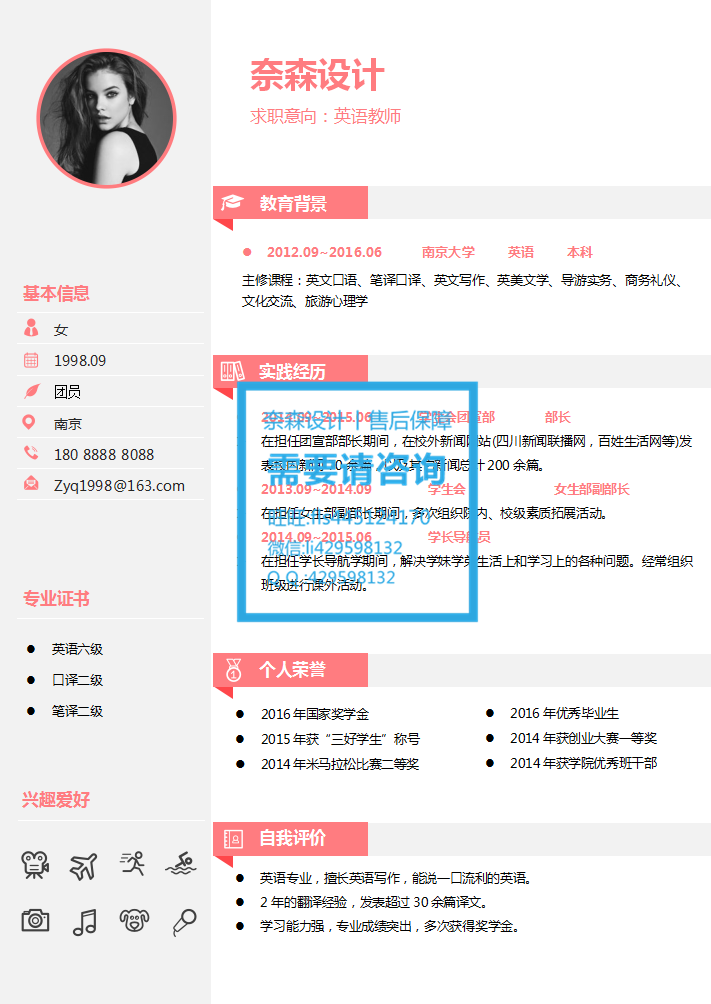 奈森设计
求职意向：英语教师
基本信息
女
1998.09
团员
南京
180 8888 8088
Zyq1998@163.com
专业证书
● 英语六级
● 口译二级
● 笔译二级
兴趣爱好
教育背景
● 2012.09~2016.06 南京大学 英语 本科
主修课程：英文口语、笔译口译、英文写作、英美文学、导游实务、商务礼仪、
文化交流、旅游心理学
实践经历
2014.09~2015.06 学生会团宣部 部长
在担任团宣部部长期间，在校外新闻网站(四川新闻联播网，百姓生活网等)发
表校内新闻 余篇，以及其它新闻总计 200 余篇。
2013.09~2014.09 学生会 女生部副部长
在担任女生部副部长期间，多次组织院内、校级素质拓展活动。
2014.09~2015.06 学长导航员
在担任学长导航学期间，解决学妹学弟生活上和学习上的各种问题。经常组织
班级进行课外活动。
奈森设计 | 售后保障
需要请咨询
旺旺:
微信:li429598132
Q Q :429598132
个人荣誉
● 2016 年国家奖学金
● 2015 年获“三好学生”称号
● 2014 年米马拉松比赛二等奖
● 2016 年优秀毕业生
● 2014 年获创业大赛一等奖
● 2014 年获学院优秀班干部
自我评价
● 英语专业，擅长英语写作，能说一口流利的英语。
● 2 年的翻译经验，发表超过 30 余篇译文。
● 学习能力强，专业成绩突出，多次获得奖学金。